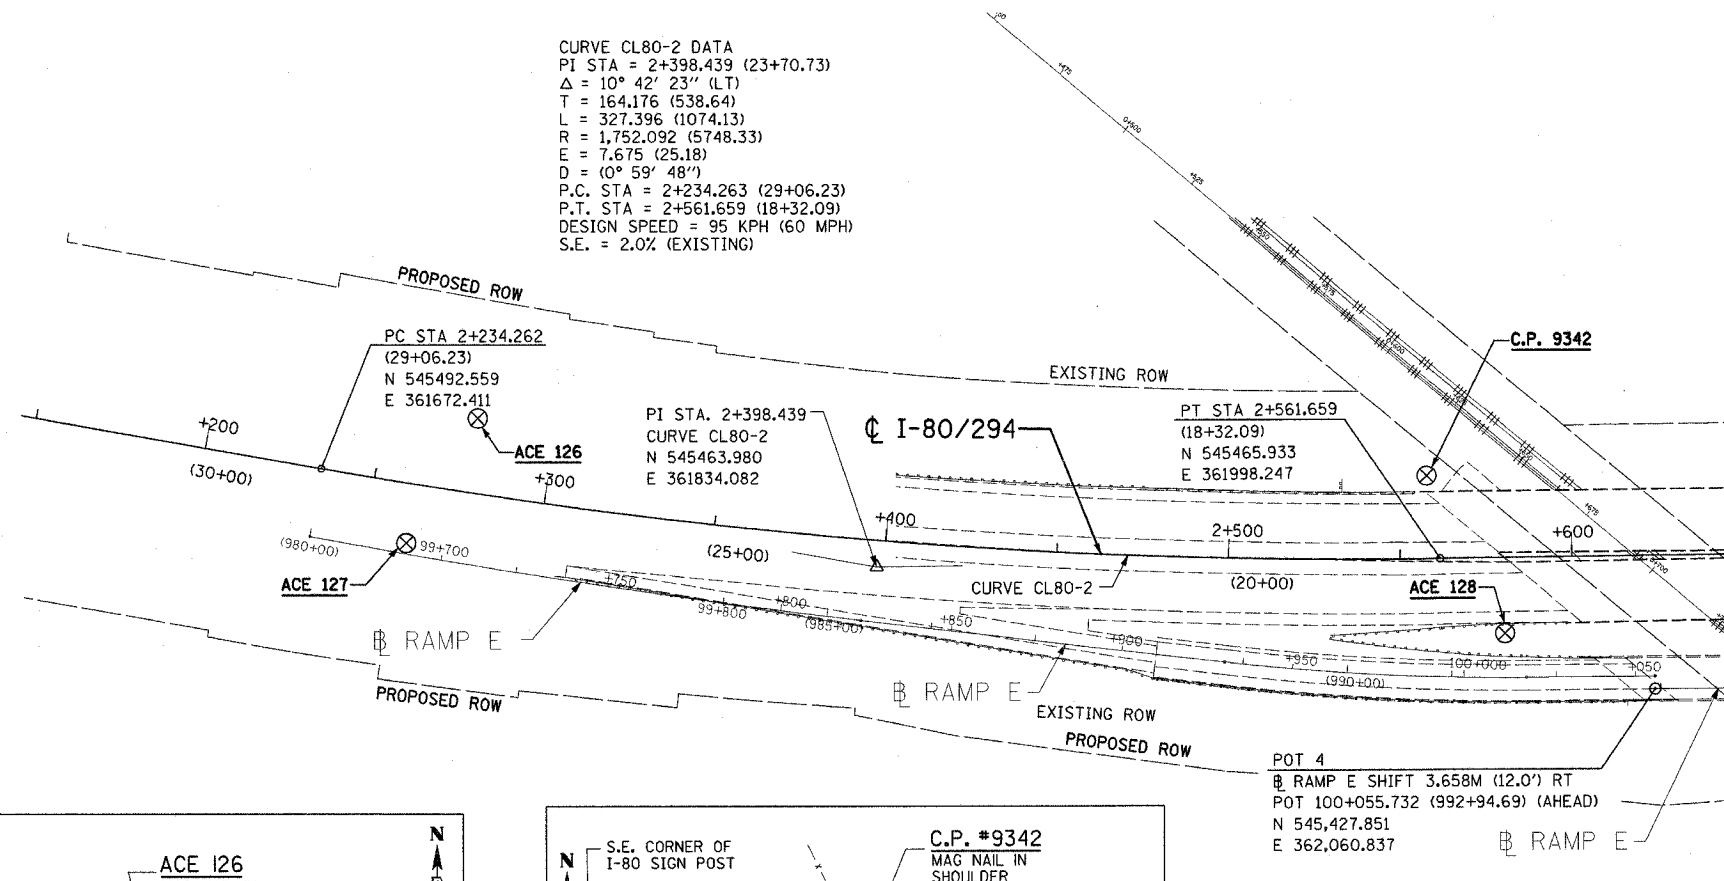 CURVE CL80-2 DATA
PI STA = 2+398.439 (23+70.73)
Δ = 10° 42' 23'' (LT)
T = 164.176 (538.64)
L = 327.396 (1074.13)
R = 1,752.092 (5748.33)
E = 7.675 (25.18)
D = (0° 59' 48'')
P.C. STA = 2+234.263 (29+06.23)
P.T. STA = 2+561.659 (18+32.09)
DESIGN SPEED = 95 KPH (60 MPH)
S.E. = 2.0% (EXISTING)
+475
0+500
+525
PROPOSED ROW
PC STA 2+234.262
(29+06.23)
N 545492.559
E 361672.411
ACE 126
+200
(30+00)
+300
PI STA. 2+398.439
CURVE CL80-2
N 545463.980
E 361834.082
℄ I-80/294
EXISTING ROW
PT STA 2+561.659
(18+32.09)
N 545465.933
E 361998.247
C.P. 9342
+400
2+500
+600
+675
(25+00)
CURVE CL80-2
(20+00)
ACE 128
(980+00)
99+700
ACE 127
+750
99+800
+800
(985+00)
+850
+900
+950
(990+00)
100+000
+050
B̵L RAMP E
B̵L RAMP E
PROPOSED ROW
EXISTING ROW
PROPOSED ROW
POT 4
B̵L RAMP E SHIFT 3.658M (12.0') RT
POT 100+055.732 (992+94.69) (AHEAD)
N 545,427.851
E 362,060.837
B̵L RAMP E
ACE 126
N
N
S.E. CORNER OF
I-80 SIGN POST
C.P. #9342
MAG NAIL IN
SHOULDER